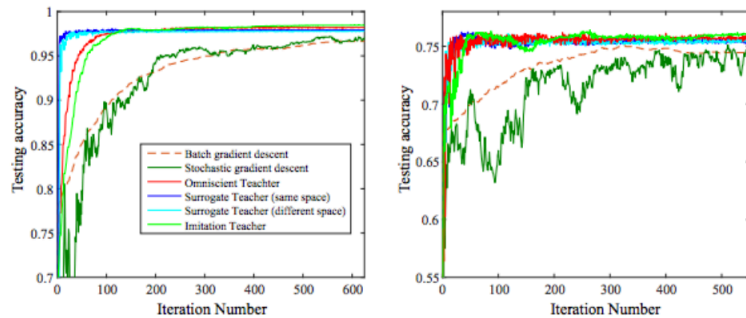 1
0.95
0.9
0.85
0.8
0.75
0.7
Testing accuracy
Batch gradient descent
Stochastic gradient descent
Omniscient Teachter
Surrogate Teacher (same space)
Surrogate Teacher (different space)
Imitation Teacher
0 100 200 300 400 500 600
Iteration Number
0.75
0.7
0.65
0.6
0.55
Testing accuracy
0 100 200 300 400 500
Iteration Number